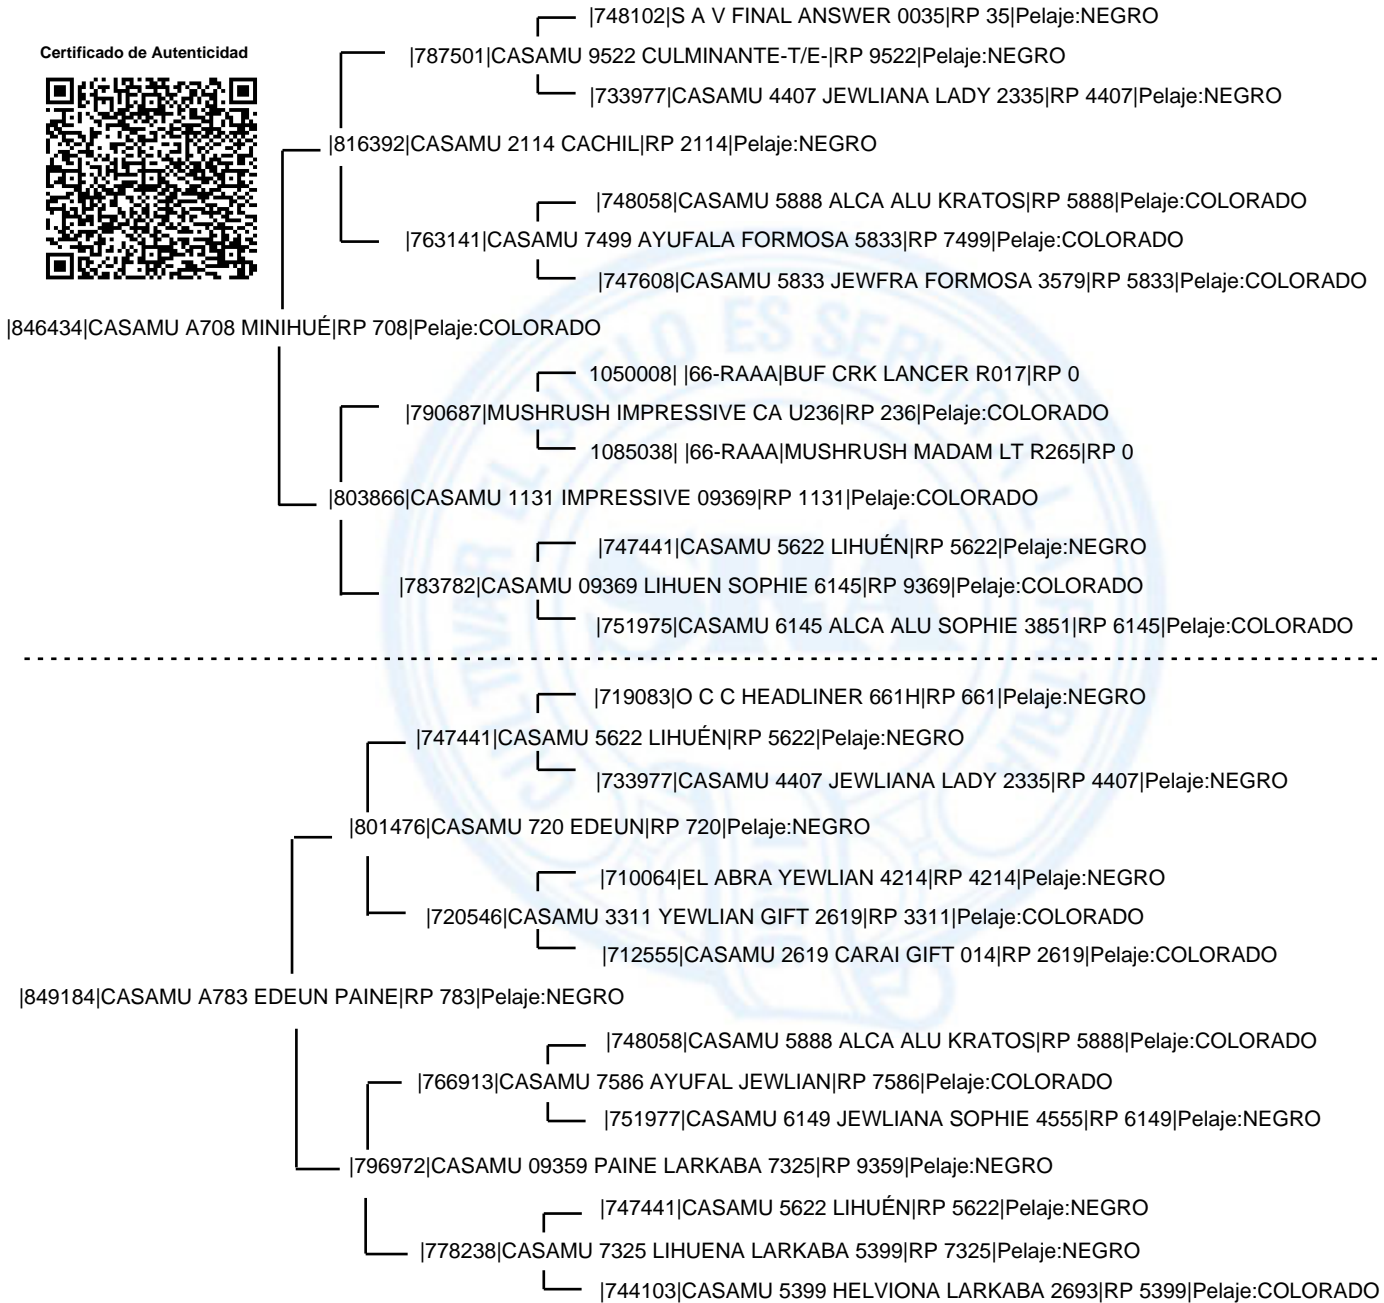 |748102|S A V FINAL ANSWER 0035|RP 35|Pelaje:NEGRO
Certificado de Autenticidad
|787501|CASAMU 9522 CULMINANTE-T/E-|RP 9522|Pelaje:NEGRO
|733977|CASAMU 4407 JEWLIANA LADY 2335|RP 4407|Pelaje:NEGRO
|816392|CASAMU 2114 CACHIL|RP 2114|Pelaje:NEGRO
|748058|CASAMU 5888 ALCA ALU KRATOS|RP 5888|Pelaje:COLORADO
|763141|CASAMU 7499 AYUFALA FORMOSA 5833|RP 7499|Pelaje:COLORADO
|747608|CASAMU 5833 JEWFRA FORMOSA 3579|RP 5833|Pelaje:COLORADO
|846434|CASAMU A708 MINIHUÉ|RP 708|Pelaje:COLORADO
1050008| |66-RAAA|BUF CRK LANCER R017|RP 0
|790687|MUSHRUSH IMPRESSIVE CA U236|RP 236|Pelaje:COLORADO
1085038| |66-RAAA|MUSHRUSH MADAM LT R265|RP 0
|803866|CASAMU 1131 IMPRESSIVE 09369|RP 1131|Pelaje:COLORADO
|747441|CASAMU 5622 LIHUÉN|RP 5622|Pelaje:NEGRO
|783782|CASAMU 09369 LIHUEN SOPHIE 6145|RP 9369|Pelaje:COLORADO
|751975|CASAMU 6145 ALCA ALU SOPHIE 3851|RP 6145|Pelaje:COLORADO
|719083|O C C HEADLINER 661H|RP 661|Pelaje:NEGRO
|747441|CASAMU 5622 LIHUÉN|RP 5622|Pelaje:NEGRO
|733977|CASAMU 4407 JEWLIANA LADY 2335|RP 4407|Pelaje:NEGRO
|801476|CASAMU 720 EDEUN|RP 720|Pelaje:NEGRO
|710064|EL ABRA YEWLIAN 4214|RP 4214|Pelaje:NEGRO
|720546|CASAMU 3311 YEWLIAN GIFT 2619|RP 3311|Pelaje:COLORADO
|712555|CASAMU 2619 CARAI GIFT 014|RP 2619|Pelaje:COLORADO
|849184|CASAMU A783 EDEUN PAINE|RP 783|Pelaje:NEGRO
|748058|CASAMU 5888 ALCA ALU KRATOS|RP 5888|Pelaje:COLORADO
|766913|CASAMU 7586 AYUFAL JEWLIAN|RP 7586|Pelaje:COLORADO
|751977|CASAMU 6149 JEWLIANA SOPHIE 4555|RP 6149|Pelaje:NEGRO
|796972|CASAMU 09359 PAINE LARKABA 7325|RP 9359|Pelaje:NEGRO
|747441|CASAMU 5622 LIHUÉN|RP 5622|Pelaje:NEGRO
|778238|CASAMU 7325 LIHUENA LARKABA 5399|RP 7325|Pelaje:NEGRO
|744103|CASAMU 5399 HELVIONA LARKABA 2693|RP 5399|Pelaje:COLORADO
CULTIVAR EL SUELO ES SERVIR A LA PATRIA
SRA
1866